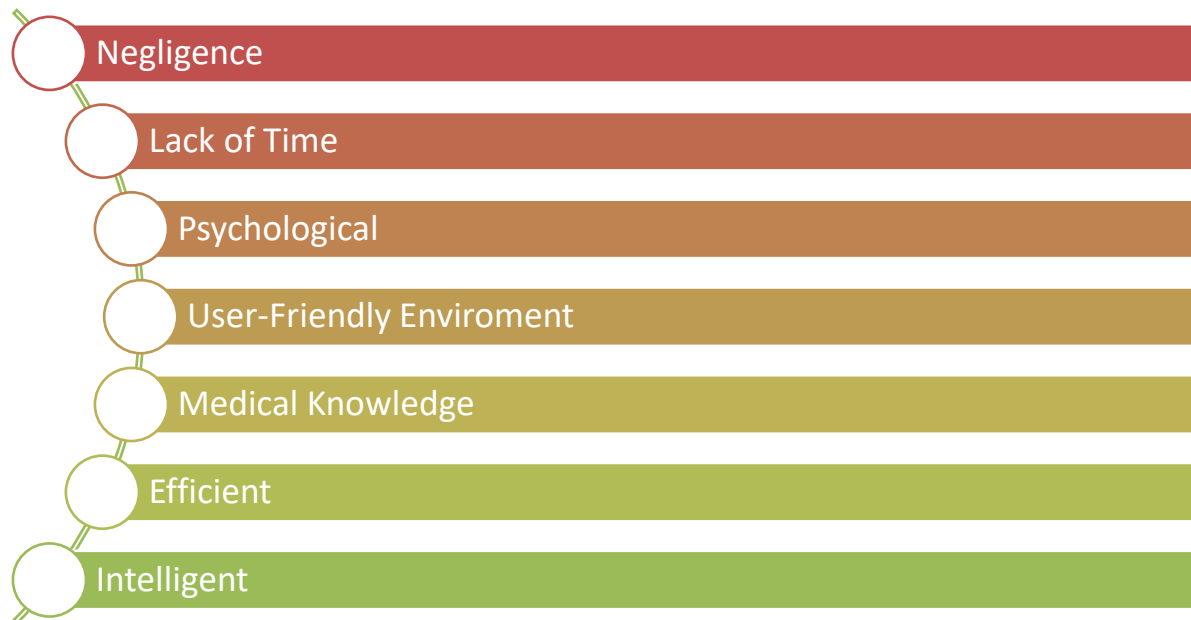 Negligence
Lack of Time
Psychological
User-Friendly Enviroment
Medical Knowledge
Efficient
Intelligent